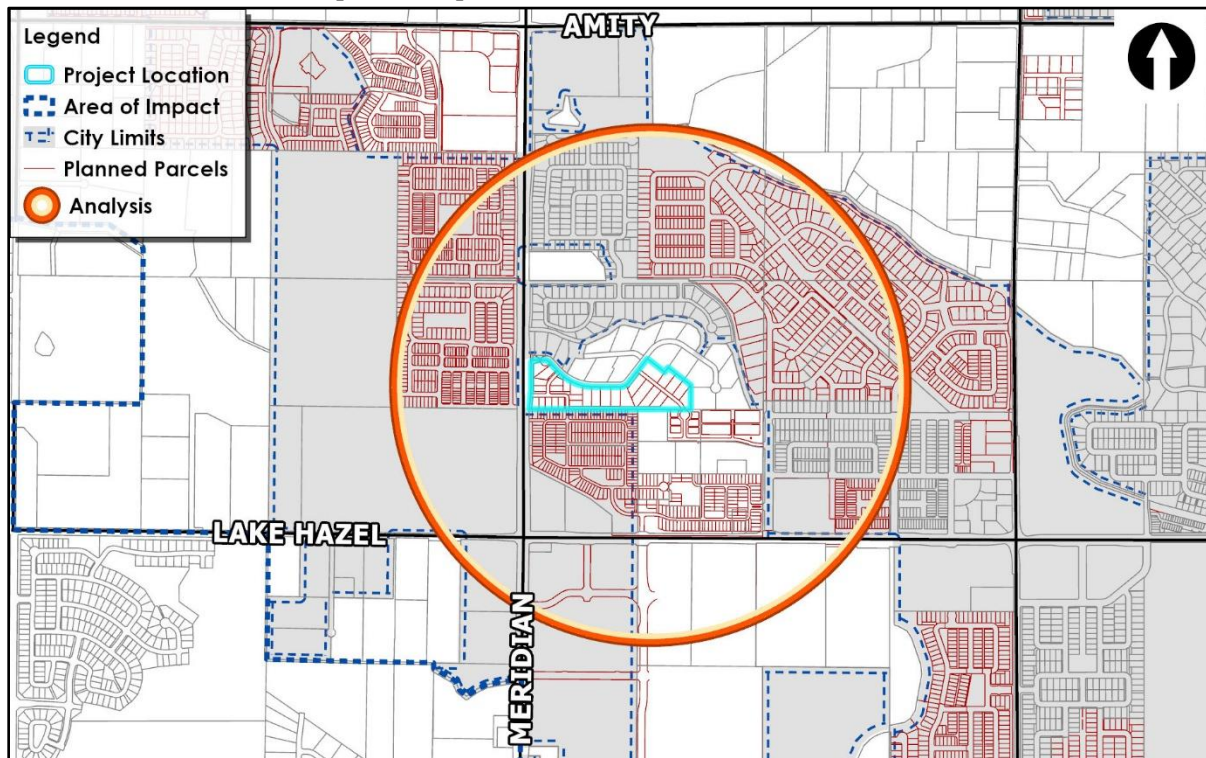 AMITY
Legend
Project Location
Area of Impact
City Limits
Planned Parcels
Analysis
LAKE HAZEL
MERIDIAN